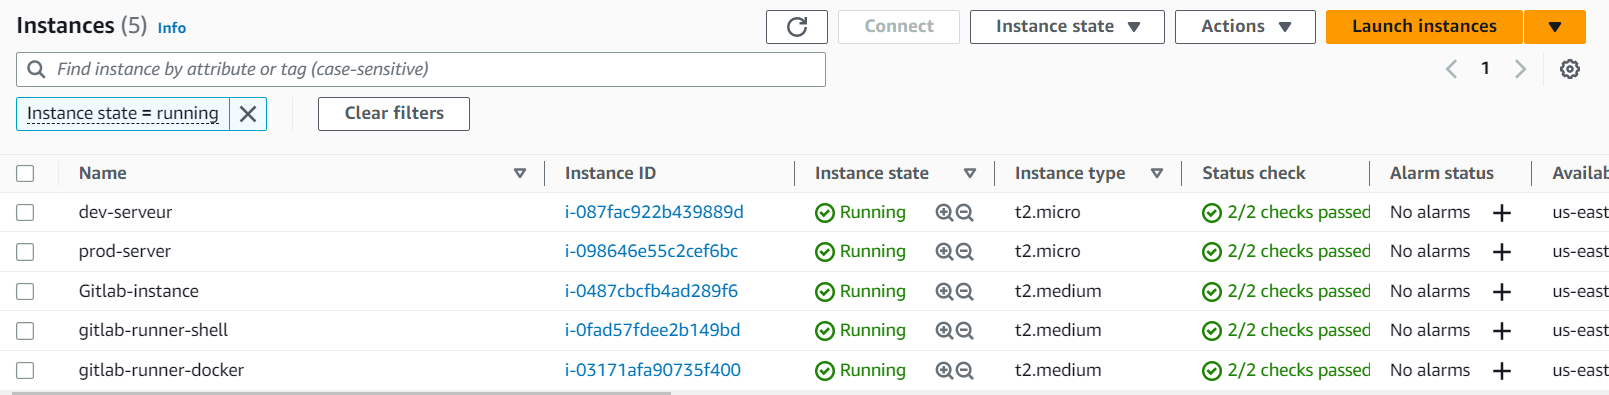 Instances (5) Info Connect Instance state Actions Launch instances
Find instance by attribute or tag (case-sensitive) 1
Instance state = running Clear filters
Name Instance ID Instance state Instance type Status check Alarm status Availab
dev-serveur i-087fac922b439889d Running t2.micro 2/2 checks passed No alarms us-east
prod-server i-098646e55c2cef6bc Running t2.micro 2/2 checks passed No alarms us-east
Gitlab-instance i-0487cbcfb4ad289f6 Running t2.medium 2/2 checks passed No alarms us-east
gitlab-runner-shell i-0fad57fdee2b149bd Running t2.medium 2/2 checks passed No alarms us-east
gitlab-runner-docker i-03171afa90735f400 Running t2.medium 2/2 checks passed No alarms us-east